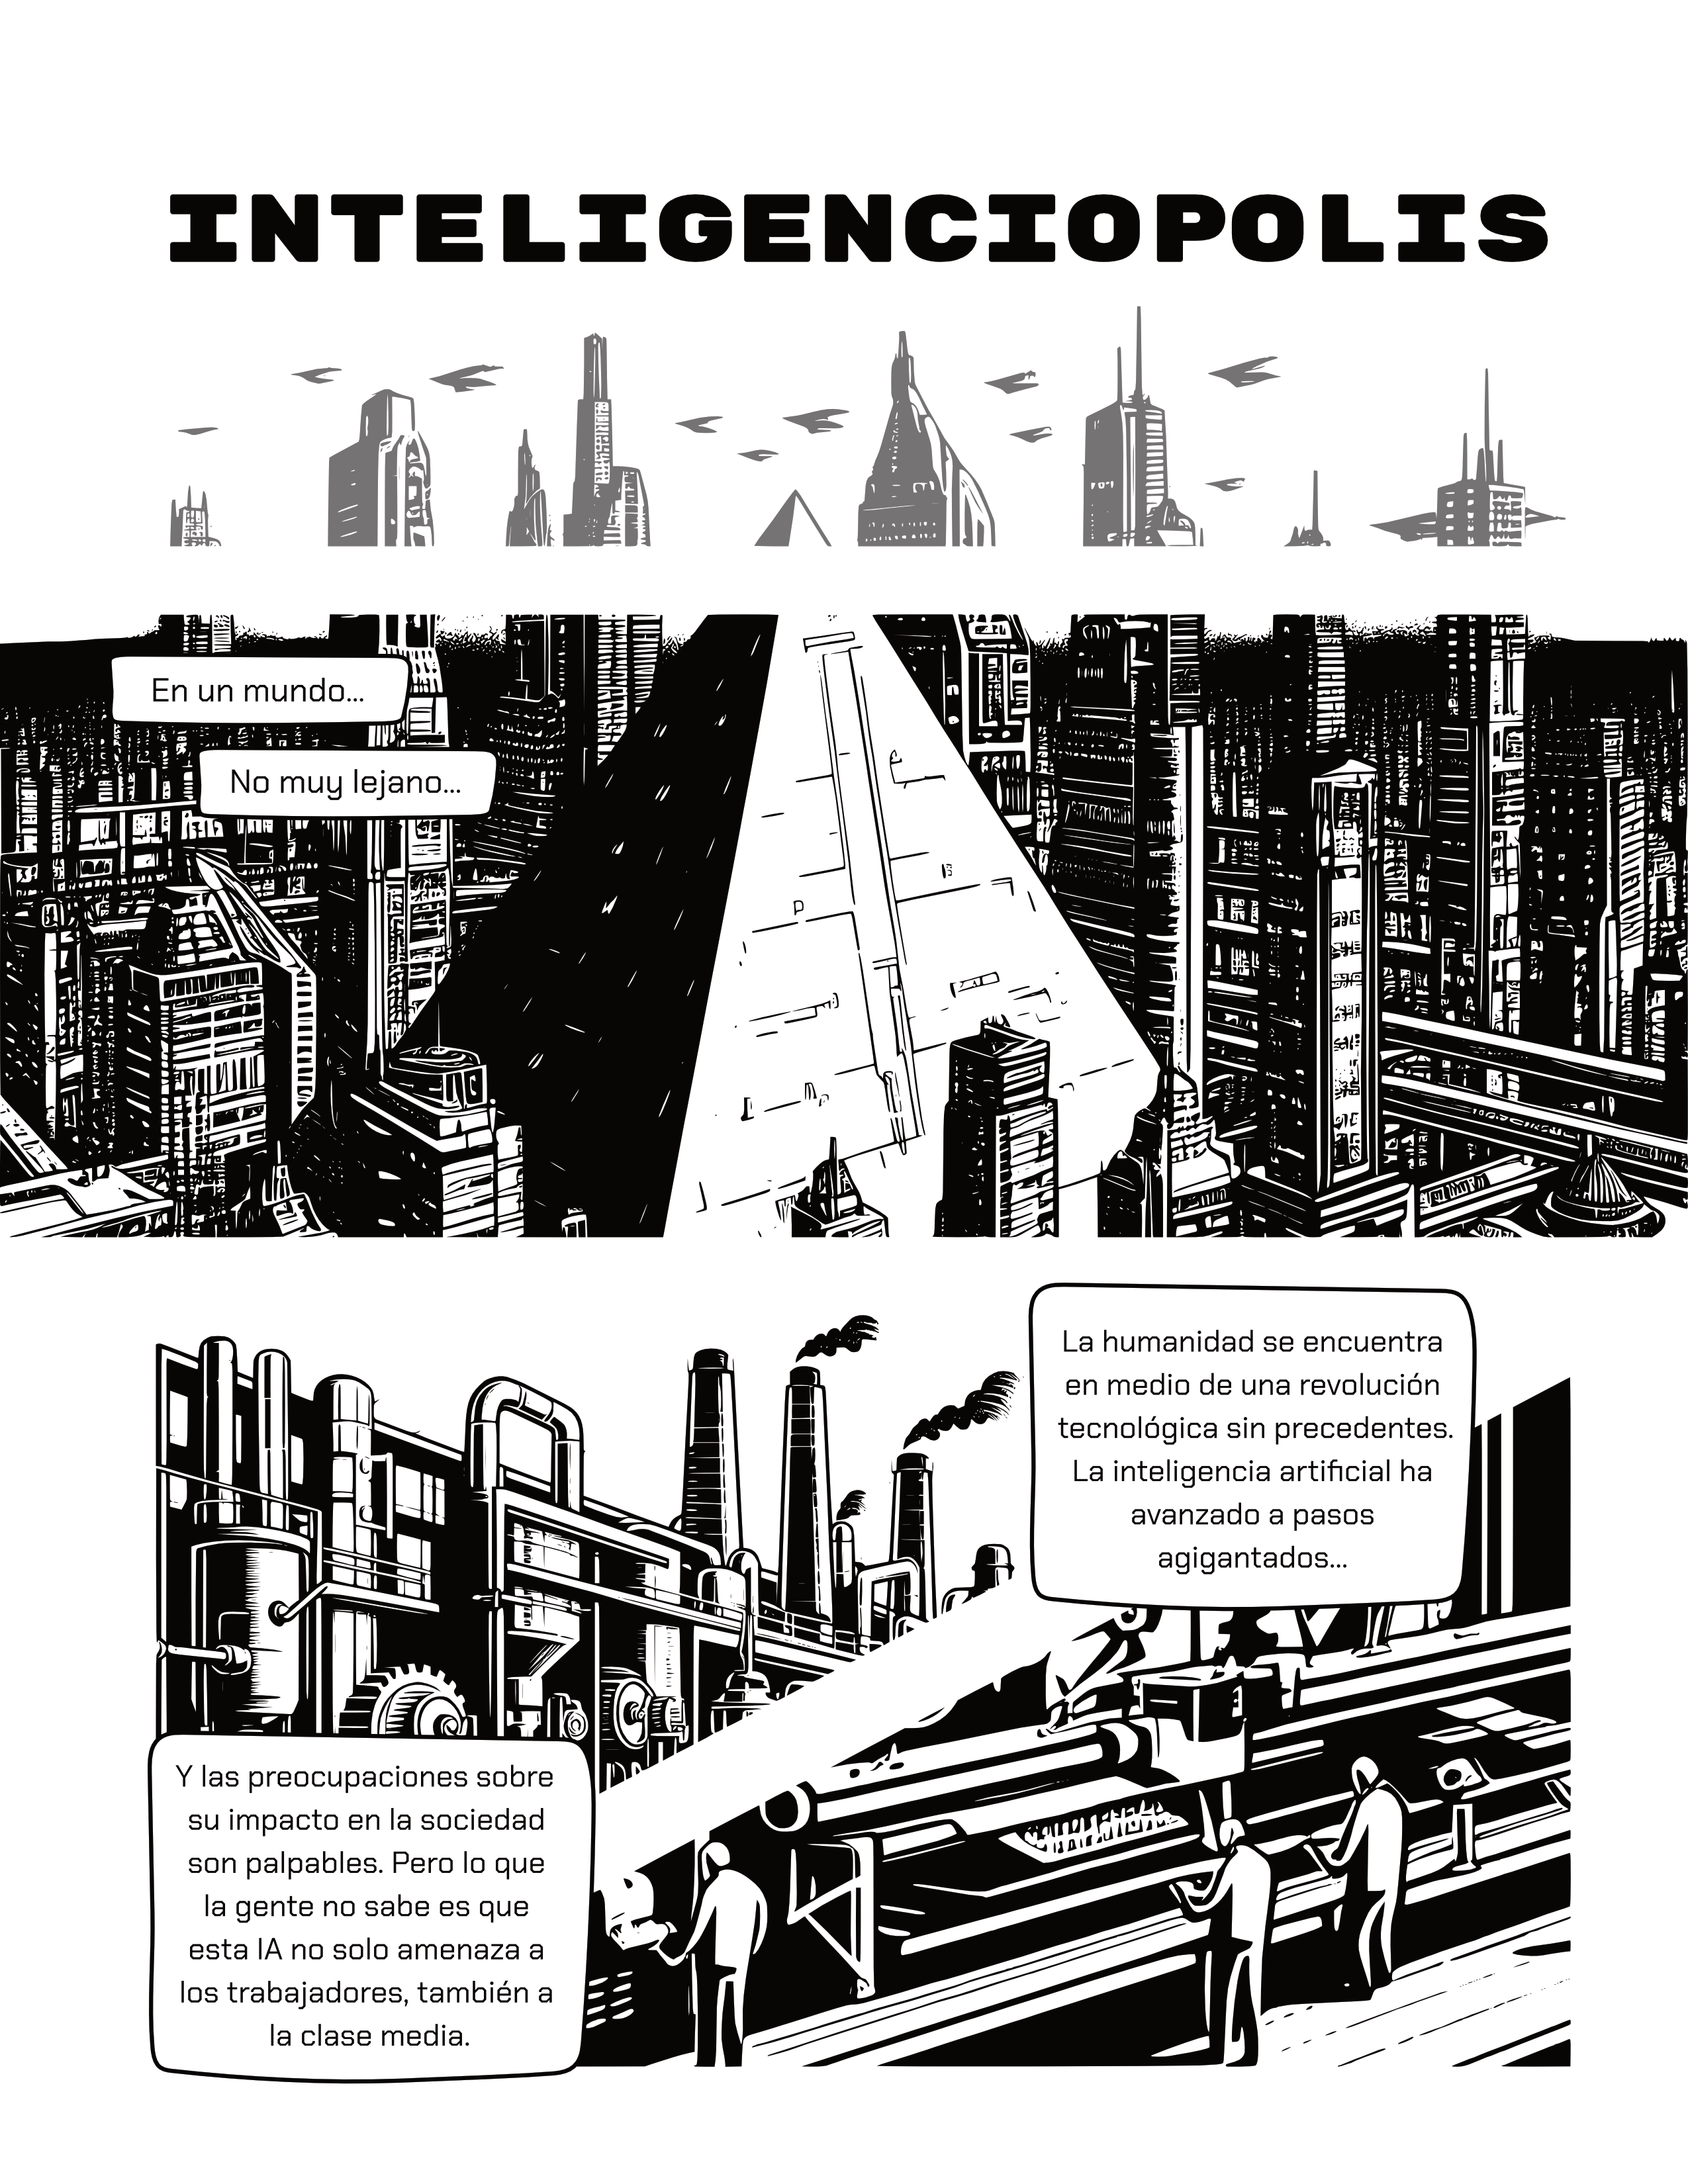 INTELIGENCIOPOLIS
En un mundo...
No muy lejano...
La humanidad se encuentra
en medio de una revolución
tecnológica sin precedentes.
La inteligencia artificial ha
avanzado a pasos
agigantados...
Y las preocupaciones sobre
su impacto en la sociedad
son palpables. Pero lo que
la gente no sabe es que
esta IA no solo amenaza a
los trabajadores, también a
la clase media.